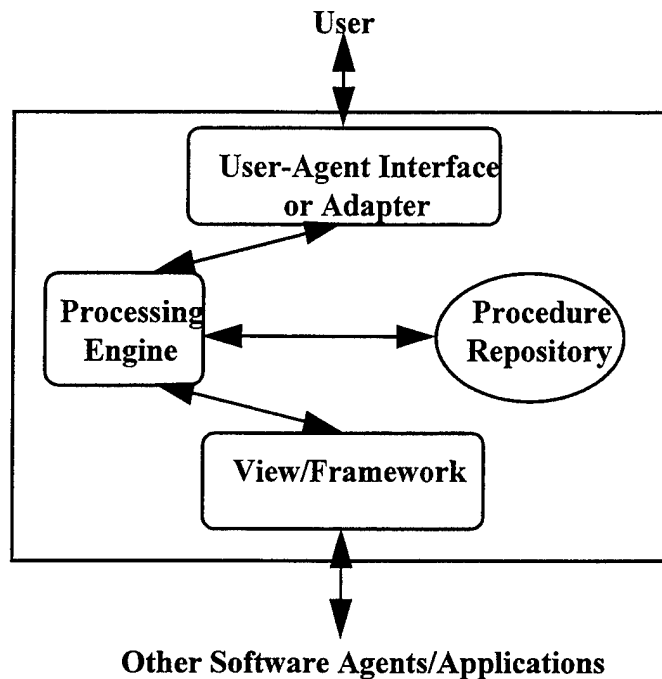 User
User-Agent Interface
or Adapter
Processing
Engine
Procedure
Repository
View/Framework
Other Software Agents/Applications